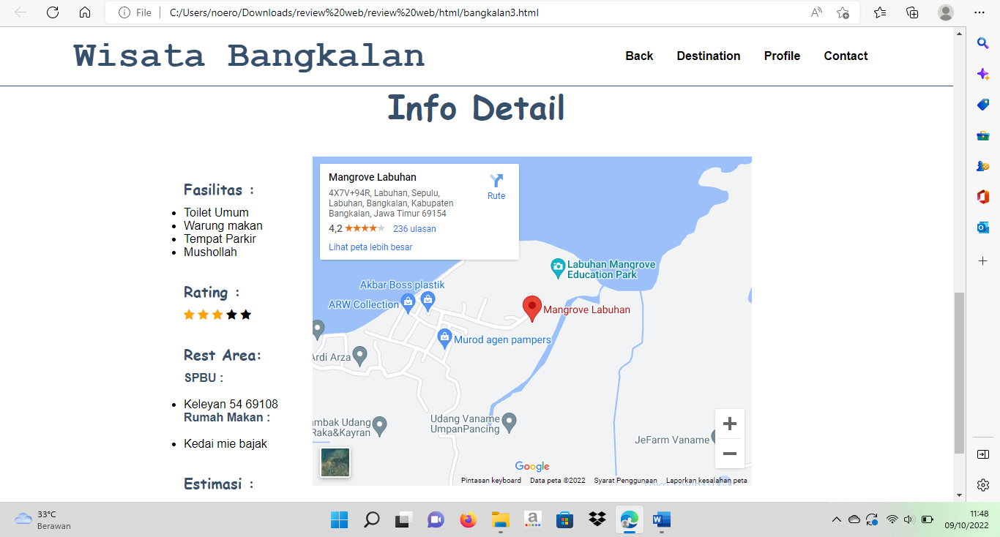 File
C:/Users/noero/Downloads/review%20web/review%20web/html/bangkalan3.html
Wisata Bangkalan
Back
Destination
Profile
Contact
Info Detail
Fasilitas :
Toilet Umum
Warung makan
Tempat Parkir
Mushollah
Rating :
Rest Area:
SPBU :
Keleyan 54 69108
Rumah Makan :
Kedai mie bajak
Estimasi :
Mangrove Labuhan
4X7V+94R, Labuhan, Sepulu,
Labuhan, Bangkalan, Kabupaten
Bangkalan, Jawa Timur 69154
4,2
236 ulasan
Lihat peta lebih besar
Rute
Labuhan Mangrove
Education Park
Akbar Boss plastik
ARW Collection
Mangrove Labuhan
Murod agen pampers
Ardi Arza
Udang Vaname
UmpanPancing
ambak Udang
Raka&Kayran
JeFarm Vaname
Google
Pintasan keyboard
Data peta ©2022
Syarat Penggunaan
Laporkan kesalahan peta
33°C
Berawan
11:48
09/10/2022